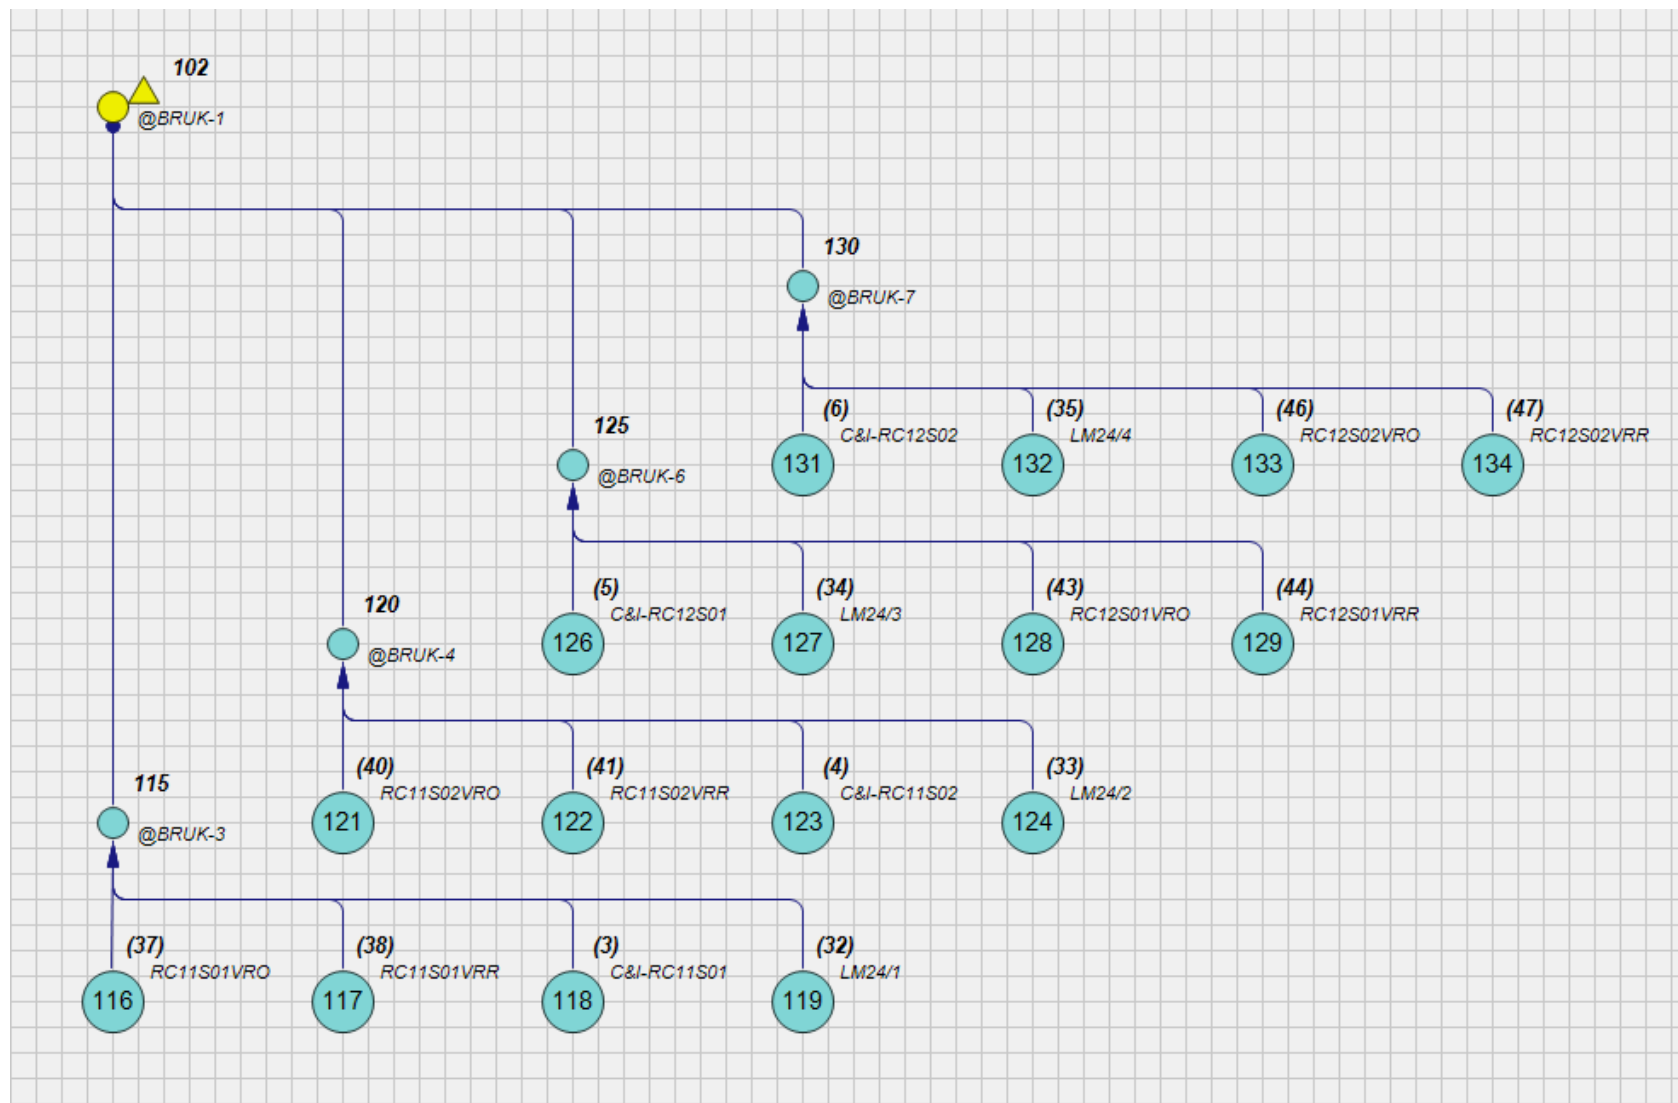 102
@BRUK-1
130
@BRUK-7
(6)
C&I-RC12S02
131
(35)
LM24/4
132
(46)
RC12S02VRO
133
(47)
RC12S02VRR
134
125
@BRUK-6
(5)
C&I-RC12S01
126
(34)
LM24/3
127
(43)
RC12S01VRO
128
(44)
RC12S01VRR
129
120
@BRUK-4
(40)
RC11S02VRO
121
(41)
RC11S02VRR
122
(4)
C&I-RC11S02
123
(33)
LM24/2
124
115
@BRUK-3
(37)
RC11S01VRO
116
(38)
RC11S01VRR
117
(3)
C&I-RC11S01
118
(32)
LM24/1
119